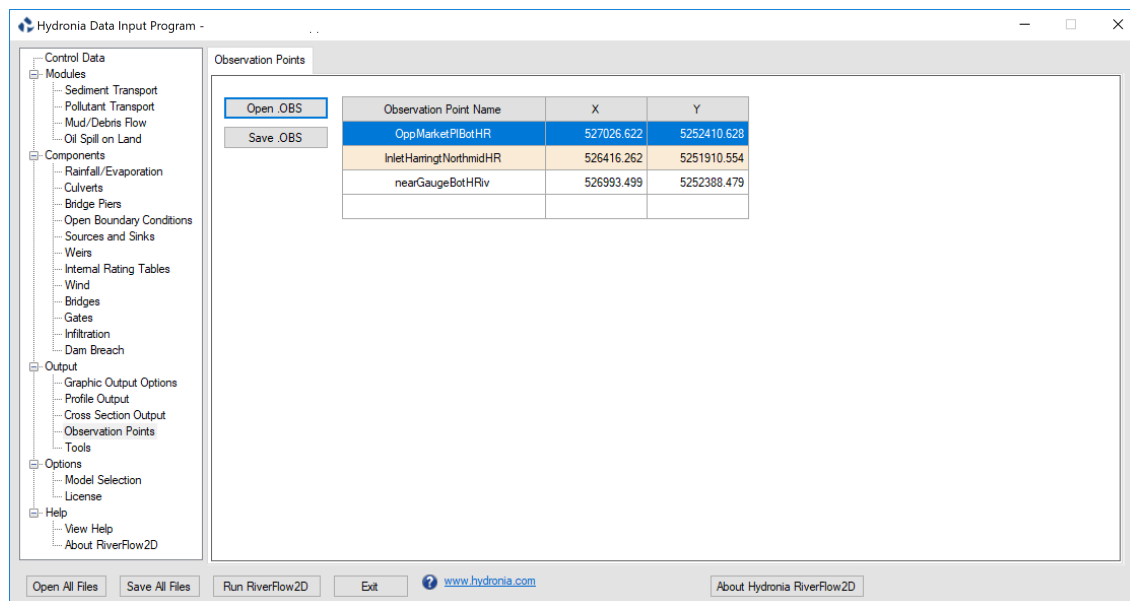 Hydronia Data Input Program -
Control Data
Modules
Sediment Transport
Pollutant Transport
Mud/Debris Flow
Oil Spill on Land
Components
Rainfall/Evaporation
Culverts
Bridge Piers
Open Boundary Conditions
Sources and Sinks
Weirs
Internal Rating Tables
Wind
Bridges
Gates
Infiltration
Dam Breach
Output
Graphic Output Options
Profile Output
Cross Section Output
Observation Points
Tools
Options
Model Selection
License
Help
View Help
About RiverFlow2D
Observation Points
Open .OBS
Save .OBS
Observation Point Name X Y
OppMarketPlBotHR 527026.622 5252410.628
InletHarringtNorthmidHR 526416.262 5251910.554
nearGaugeBotHRiv 526993.499 5252388.479
Open All Files Save All Files Run RiverFlow2D Exit ? www.hydronia.com About Hydronia RiverFlow2D